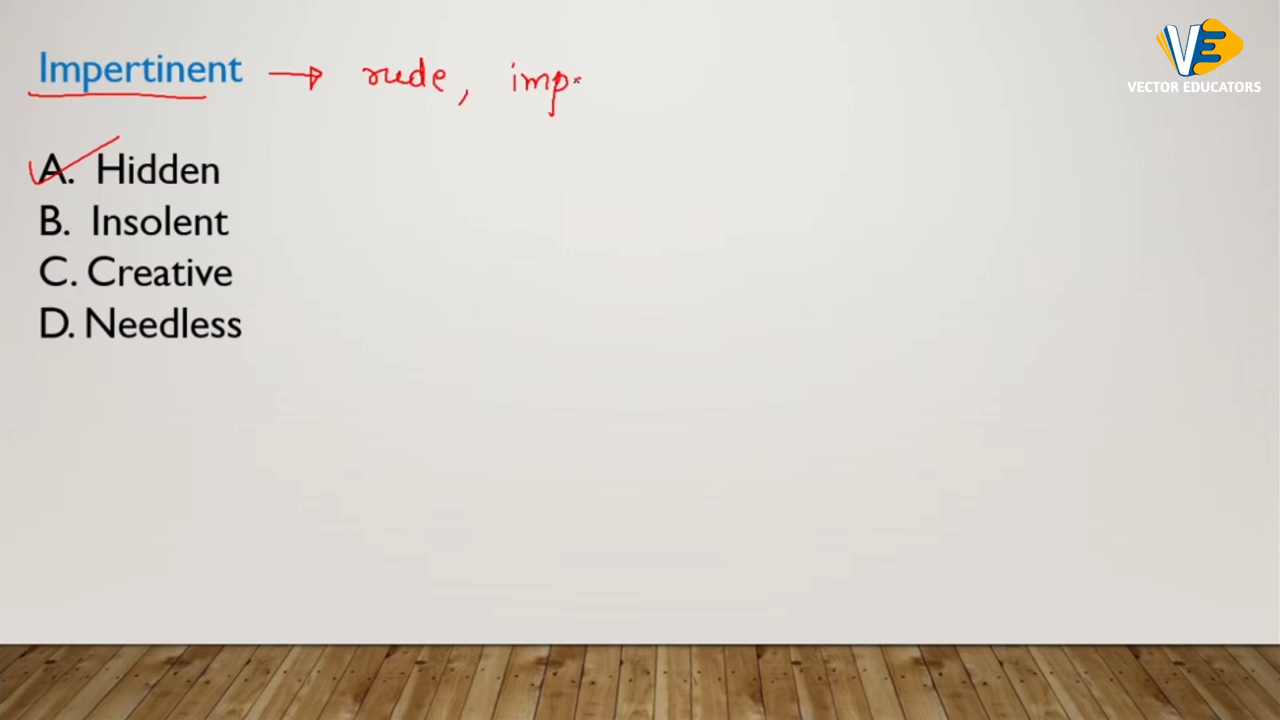 Impertinent → rude, imp
VECTOR EDUCATORS
A. Hidden
B. Insolent
C. Creative
D. Needless